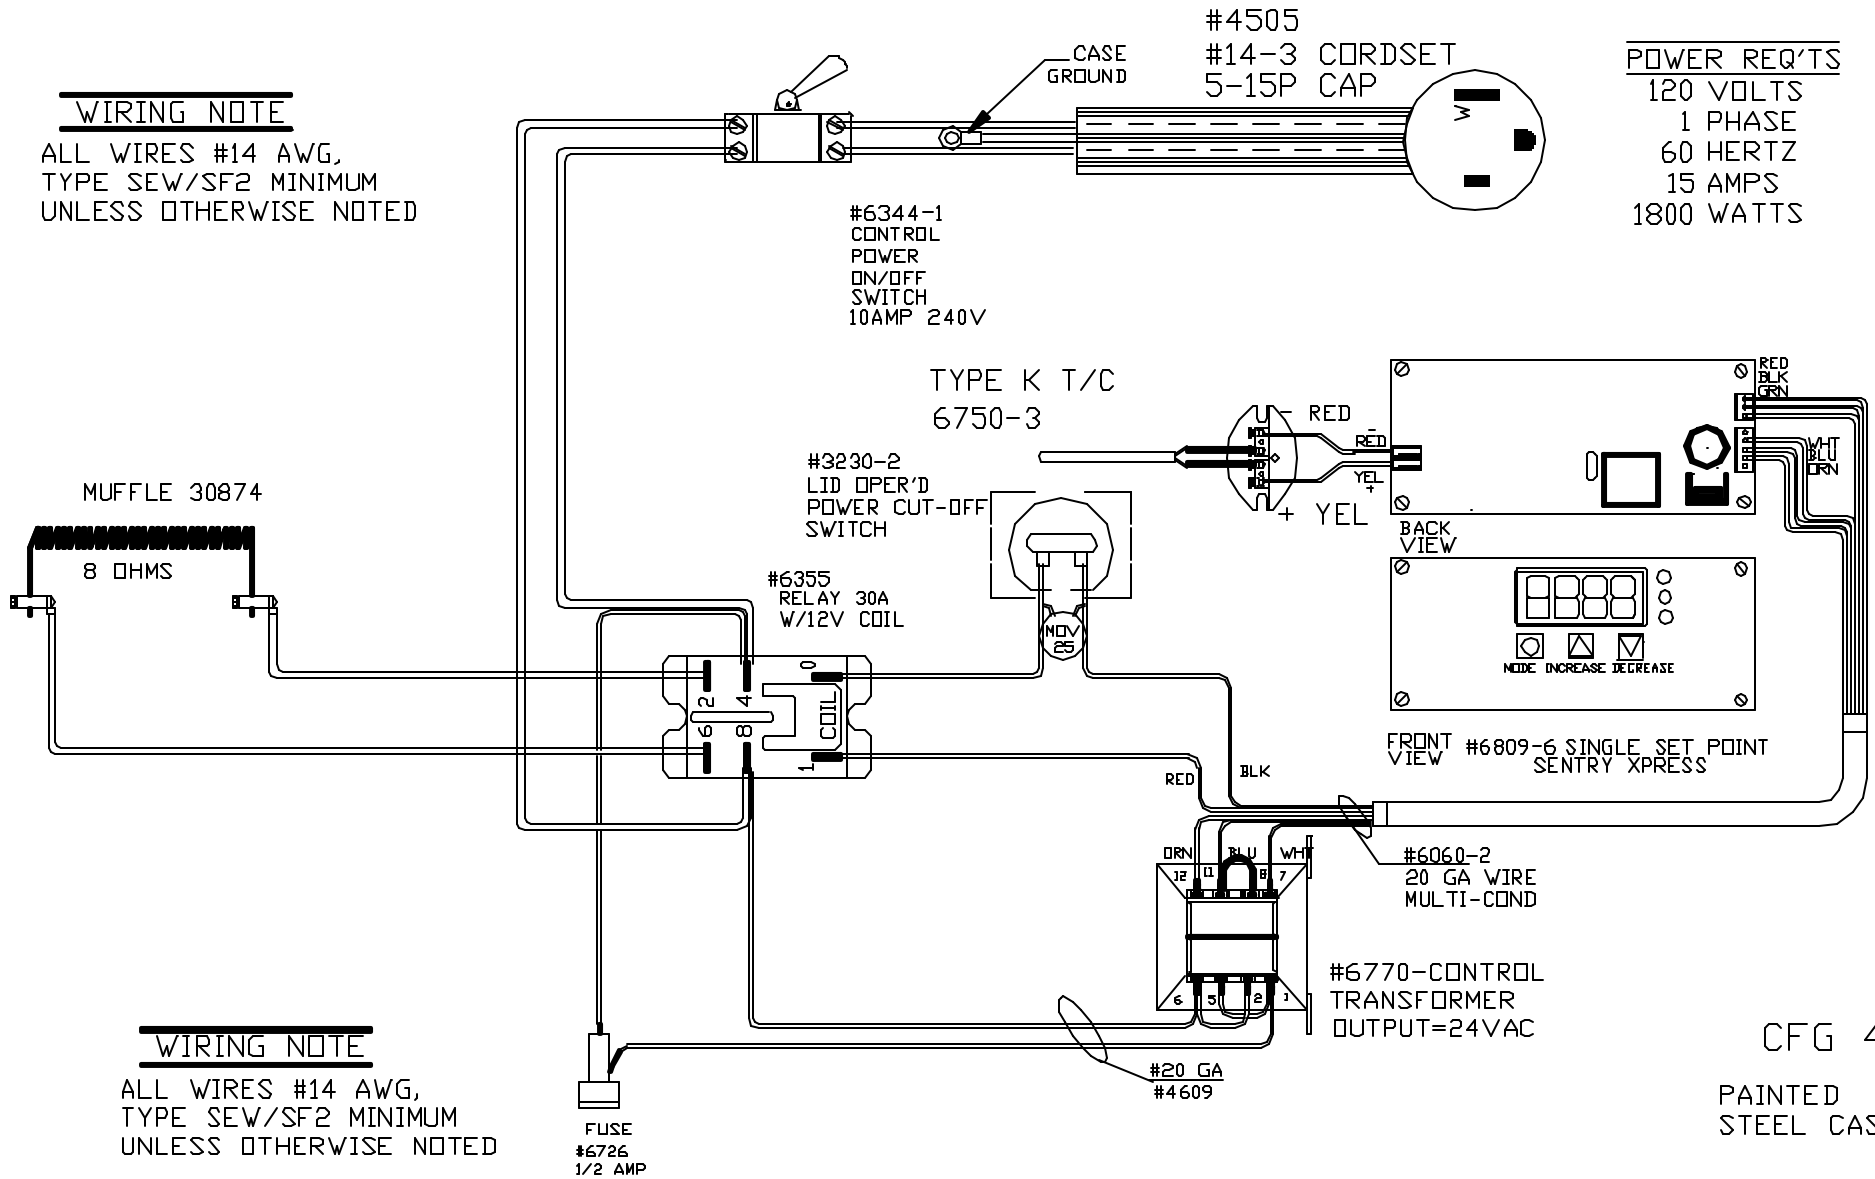 #4505
#14-3 CORDSET
5-15P CAP
CASE
GROUND
W
POWER REQ'TS
120 VOLTS
1 PHASE
60 HERTZ
15 AMPS
1800 WATTS
WIRING NOTE
ALL WIRES #14 AWG,
TYPE SEW/SF2 MINIMUM
UNLESS OTHERWISE NOTED
#6344-1
CONTROL
POWER
ON/OFF
SWITCH
10AMP 240V
TYPE K T/C
6750-3
- RED
-
RED
YEL
+
+ YEL
RED
BLK
GRN
WHT
BLU
ORN
BACK
VIEW
#3230-2
LID OPER'D
POWER CUT-OFF
SWITCH
MUFFLE 30874
8 OHMS
#6355
RELAY 30A
W/12V COIL
MOV
25
2
4
0
6
8
1
COIL
MODE INCREASE DECREASE
FRONT
VIEW
#6809-6 SINGLE SET POINT
SENTRY XPRESS
RED
BLK
ORN
BLU
WHT
12
11
8
7
6
5
2
1
#6060-2
20 GA WIRE
MULTI-COND
#6770-CONTROL
TRANSFORMER
OUTPUT=24VAC
#20 GA
#4609
FUSE
#6726
1/2 AMP
WIRING NOTE
ALL WIRES #14 AWG,
TYPE SEW/SF2 MINIMUM
UNLESS OTHERWISE NOTED
CFG 4
PAINTED
STEEL CAS